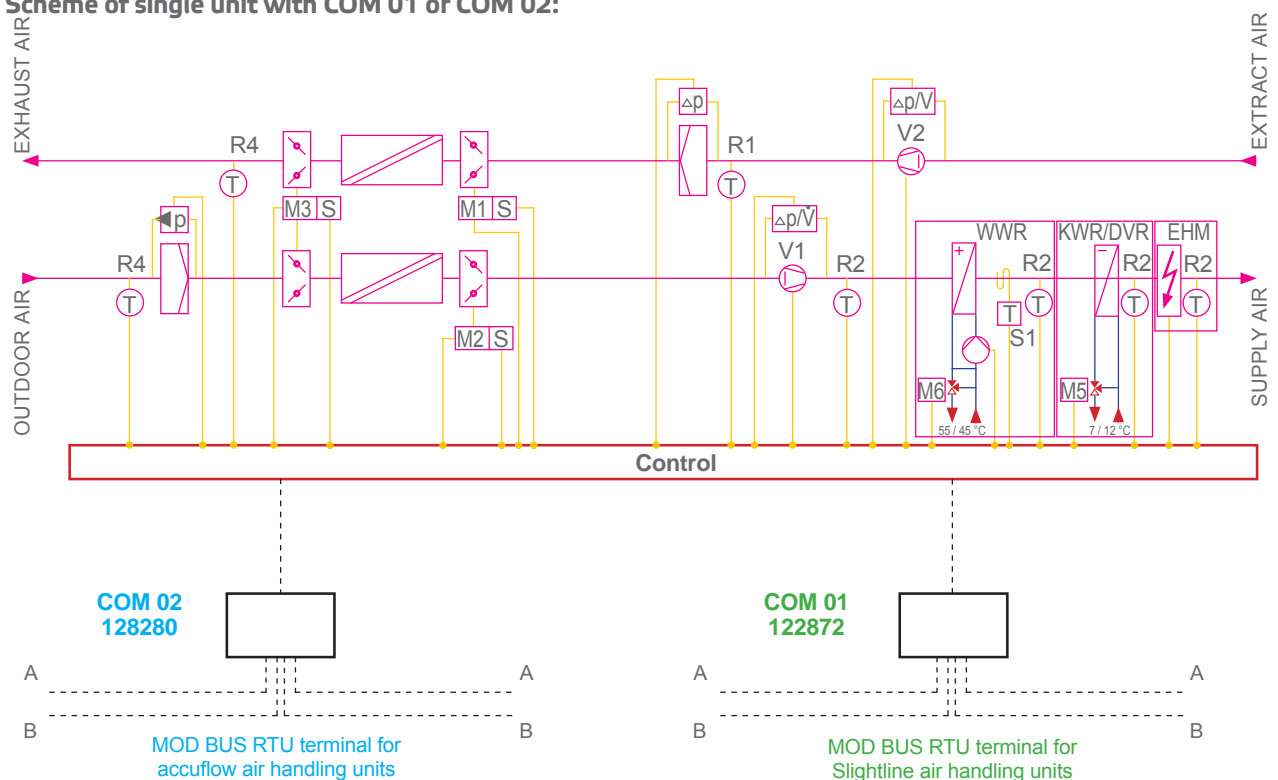 Scheme of single unit with COM 01 or COM 02:
EXHAUST AIR
EXTRACT AIR
OUTDOOR AIR
SUPPLY AIR
△p
△p/V
V2
R4
R1
T
T
M3 S
M1 S
p
△p/V̇
V1
R4
R2
T
T
M2 S
WWR
KWR/DVR
EHM
+
−
R2
R2
R2
T
T
T
T
S1
M6
M5
55 / 45 °C
7 / 12 °C
Control
COM 02
128280
COM 01
122872
A
A
A
A
B
B
B
B
MOD BUS RTU terminal for
accuflow air handling units
MOD BUS RTU terminal for
Slightline air handling units